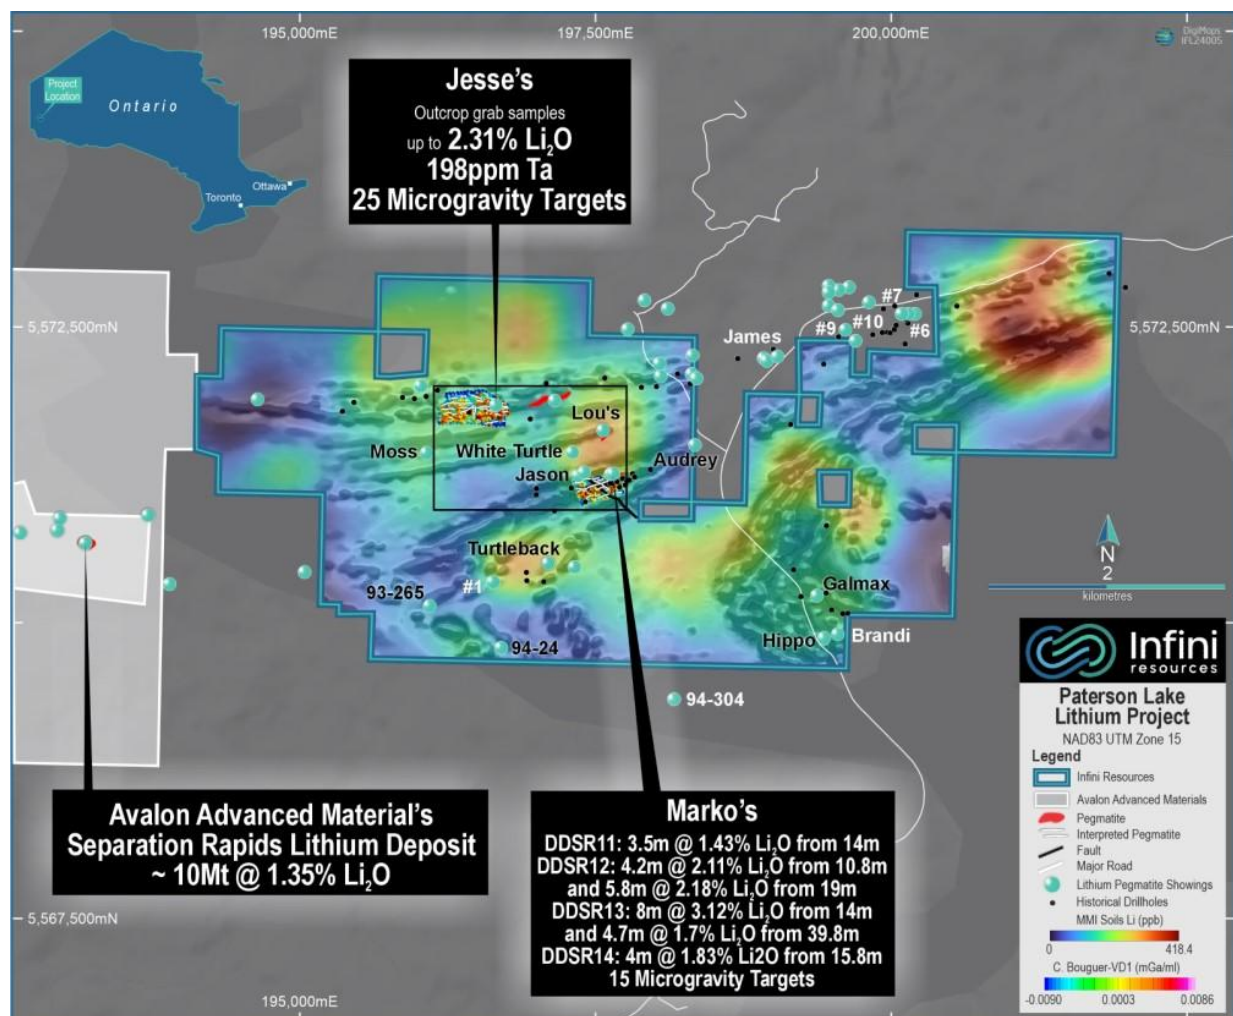 195,000mE
197,500mE
200,000mE
DigiMaps
IFL24005
Project
Location
Ontario
Ottawa
Toronto
Jesse's
Outcrop grab samples
up to 2.31% Li₂O
198ppm Ta
25 Microgravity Targets
5,572,500mN
5,572,500mN
#7
#9
#10
#6
James
Lou's
Moss
White Turtle
Jason
Audrey
Turtleback
#1
93-265
94-24
Galmax
Hippo
Brandi
94-304
N
2
kilometres
Avalon Advanced Material's
Separation Rapids Lithium Deposit
~ 10Mt @ 1.35% Li₂O
Marko's
DDSR11: 3.5m @ 1.43% Li₂O from 14m
DDSR12: 4.2m @ 2.11% Li₂O from 10.8m
and 5.8m @ 2.18% Li₂O from 19m
DDSR13: 8m @ 3.12% Li₂O from 14m
and 4.7m @ 1.7% Li₂O from 39.8m
DDSR14: 4m @ 1.83% Li2O from 15.8m
15 Microgravity Targets
5,567,500mN
195,000mE
Infini
resources
Paterson Lake
Lithium Project
NAD83 UTM Zone 15
Legend
Infini Resources
Avalon Advanced Materials
Pegmatite
Interpreted Pegmatite
Fault
Major Road
Lithium Pegmatite Showings
Historical Drillholes
MMI Soils Li (ppb)
0 418.4
C. Bouguer-VD1 (mGa/ml)
-0.0090 0.0003 0.0086